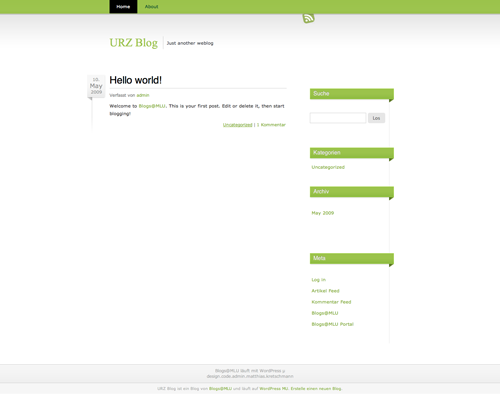 Home About
URZ Blog Just another weblog
10.
May
2009
Hello world!
Verfasst von admin
Welcome to Blogs@MLU. This is your first post. Edit or delete it, then start
blogging!
Uncategorized | 1 Kommentar
Suche
Los
Kategorien
Uncategorized
Archiv
May 2009
Meta
Log in
Artikel Feed
Kommentar Feed
Blogs@MLU
Blogs@MLU Portal
Blogs@MLU läuft mit WordPress µ
design.code.admin: matthias.kretschmann
URZ Blog ist ein Blog von Blogs@MLU und läuft auf WordPress MU. Erstelle einen neuen Blog.